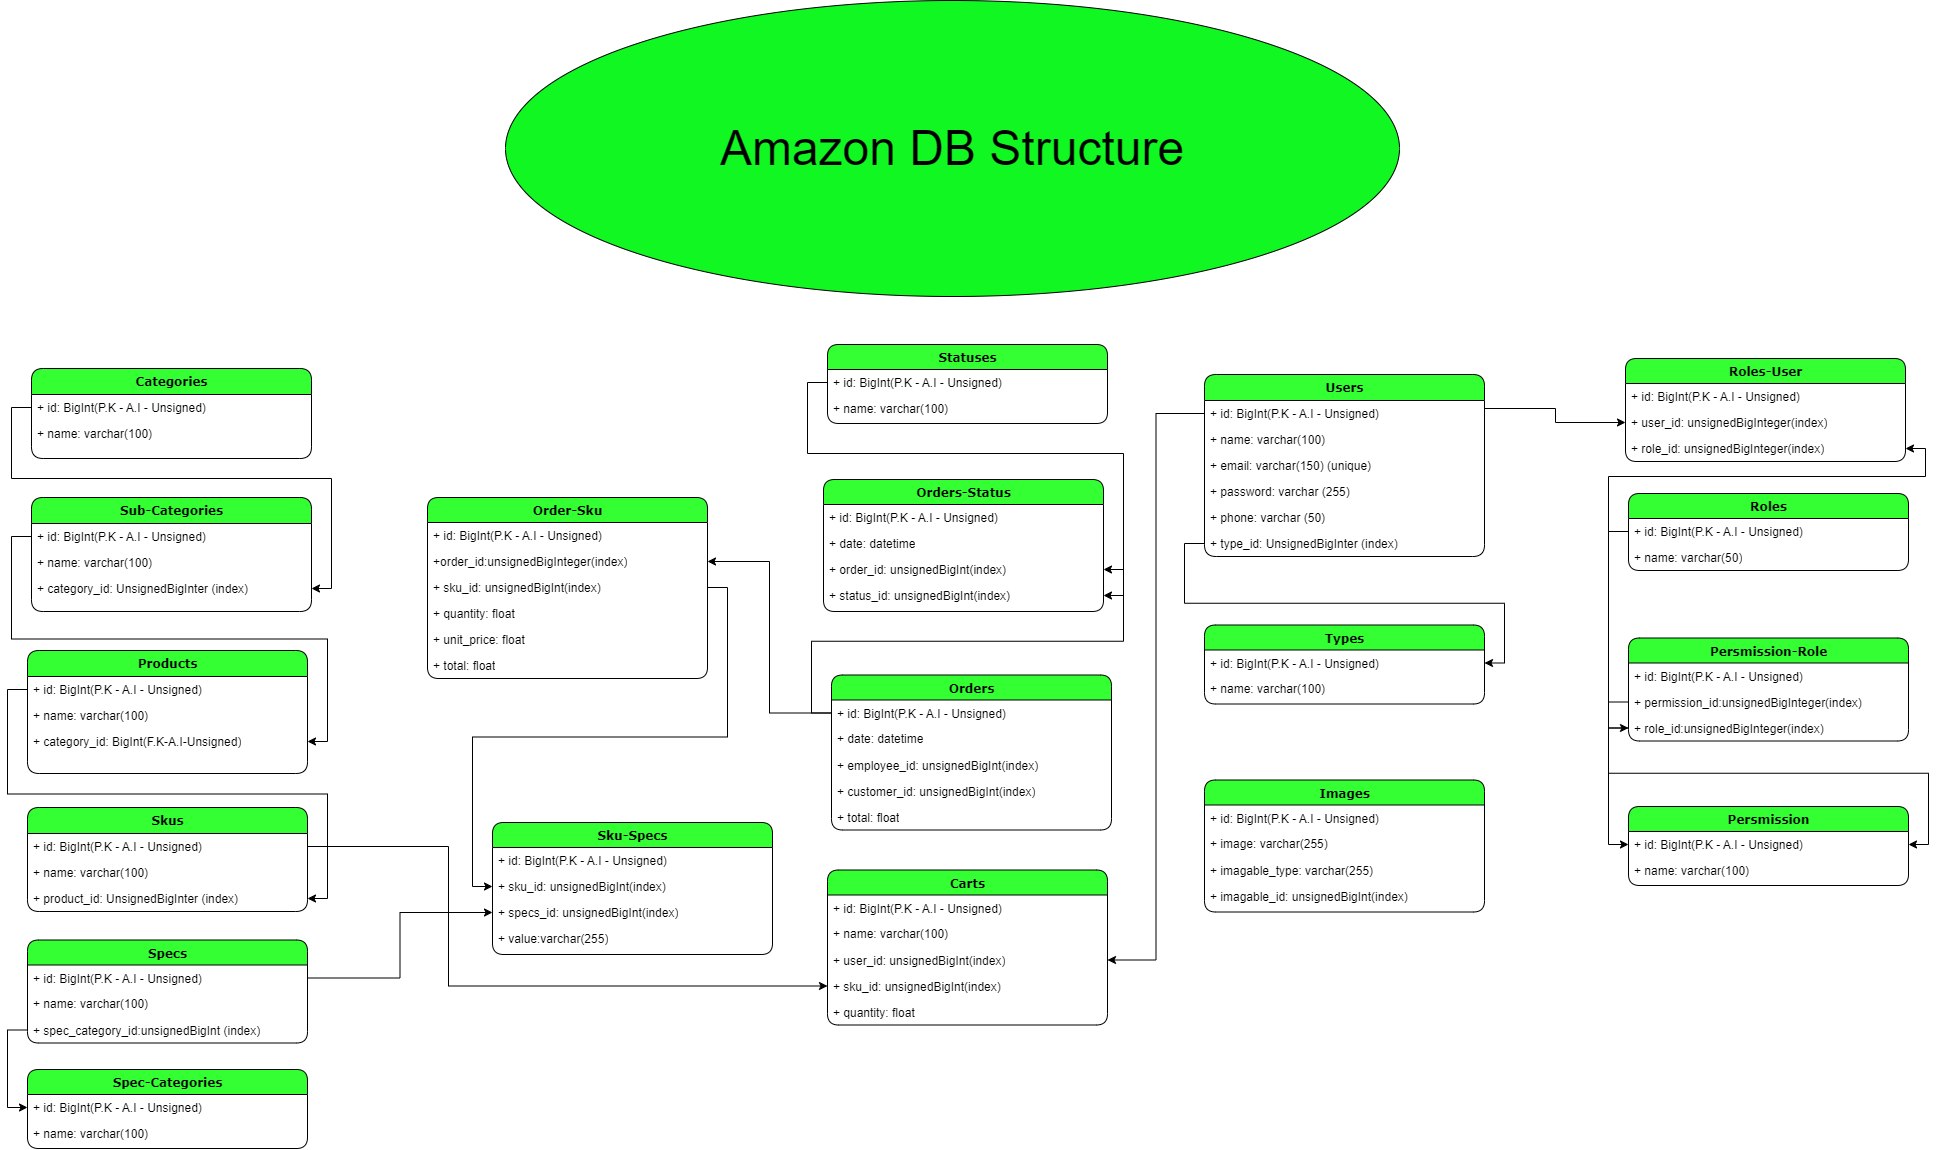 Amazon DB Structure
Categories
+ id: BigInt(P.K - A.I - Unsigned)
+ name: varchar(100)
Sub-Categories
+ id: BigInt(P.K - A.I - Unsigned)
+ name: varchar(100)
+ category_id: UnsignedBigInter (index)
Products
+ id: BigInt(P.K - A.I - Unsigned)
+ name: varchar(100)
+ category_id: BigInt(F.K-A.I-Unsigned)
Skus
+ id: BigInt(P.K - A.I - Unsigned)
+ name: varchar(100)
+ product_id: UnsignedBigInter (index)
Specs
+ id: BigInt(P.K - A.I - Unsigned)
+ name: varchar(100)
+ spec_category_id:unsignedBigInt (index)
Spec-Categories
+ id: BigInt(P.K - A.I - Unsigned)
+ name: varchar(100)
Order-Sku
+ id: BigInt(P.K - A.I - Unsigned)
+order_id:unsignedBigInteger(index)
+ sku_id: unsignedBigInt(index)
+ quantity: float
+ unit_price: float
+ total: float
Sku-Specs
+ id: BigInt(P.K - A.I - Unsigned)
+ sku_id: unsignedBigInt(index)
+ specs_id: unsignedBigInt(index)
+ value:varchar(255)
Statuses
+ id: BigInt(P.K - A.I - Unsigned)
+ name: varchar(100)
Orders-Status
+ id: BigInt(P.K - A.I - Unsigned)
+ date: datetime
+ order_id: unsignedBigInt(index)
+ status_id: unsignedBigInt(index)
Orders
+ id: BigInt(P.K - A.I - Unsigned)
+ date: datetime
+ employee_id: unsignedBigInt(index)
+ customer_id: unsignedBigInt(index)
+ total: float
Carts
+ id: BigInt(P.K - A.I - Unsigned)
+ name: varchar(100)
+ user_id: unsignedBigInt(index)
+ sku_id: unsignedBigInt(index)
+ quantity: float
Users
+ id: BigInt(P.K - A.I - Unsigned)
+ name: varchar(100)
+ email: varchar(150) (unique)
+ password: varchar (255)
+ phone: varchar (50)
+ type_id: UnsignedBigInter (index)
Types
+ id: BigInt(P.K - A.I - Unsigned)
+ name: varchar(100)
Images
+ id: BigInt(P.K - A.I - Unsigned)
+ image: varchar(255)
+ imagable_type: varchar(255)
+ imagable_id: unsignedBigInt(index)
Roles-User
+ id: BigInt(P.K - A.I - Unsigned)
+ user_id: unsignedBigInteger(index)
+ role_id: unsignedBigInteger(index)
Roles
+ id: BigInt(P.K - A.I - Unsigned)
+ name: varchar(50)
Persmission-Role
+ id: BigInt(P.K - A.I - Unsigned)
+ permission_id:unsignedBigInteger(index)
+ role_id:unsignedBigInteger(index)
Persmission
+ id: BigInt(P.K - A.I - Unsigned)
+ name: varchar(100)